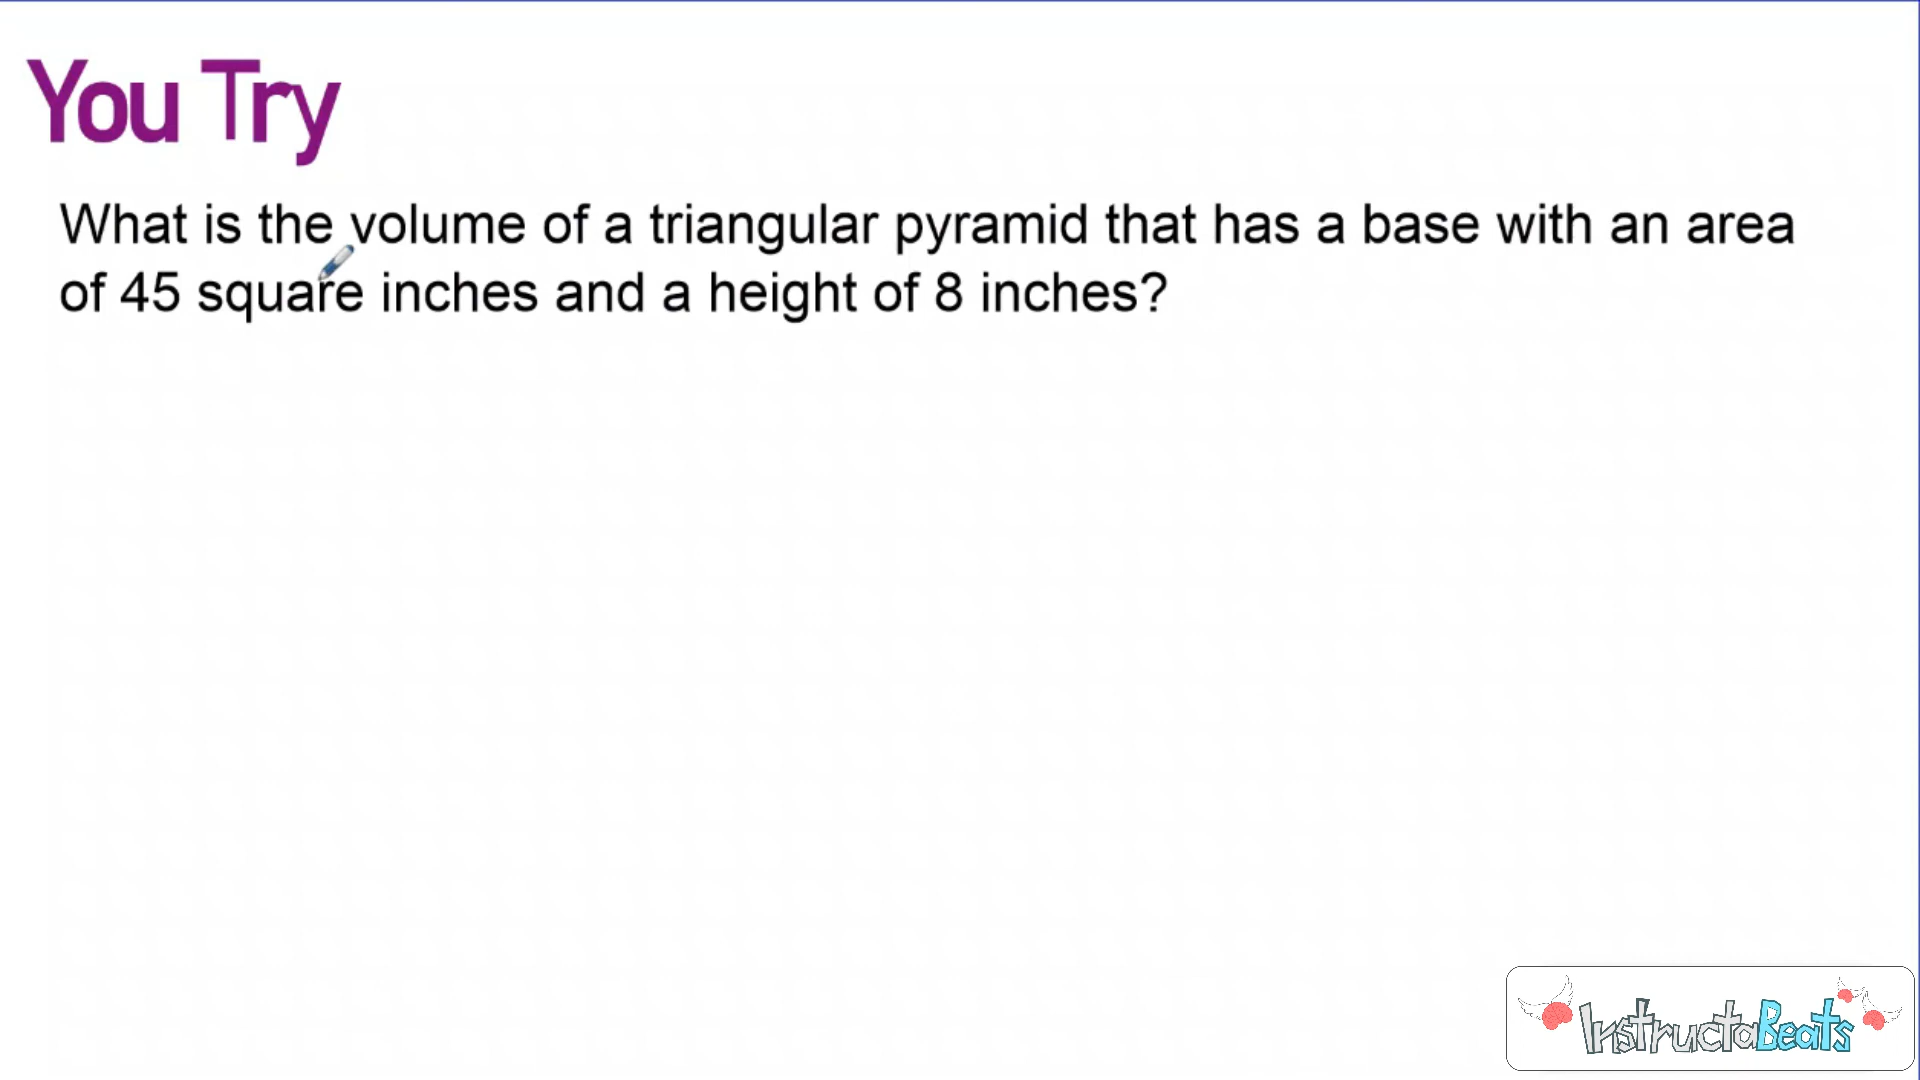 You Try
What is the volume of a triangular pyramid that has a base with an area
of 45 square inches and a height of 8 inches?
InstructaBeats